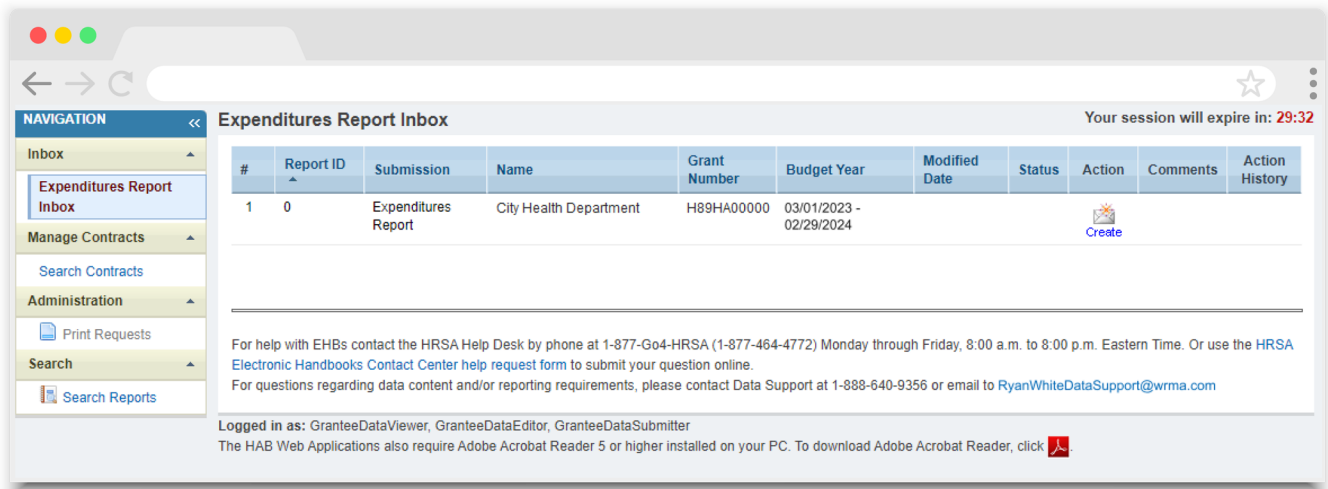 NAVIGATION «
Expenditures Report Inbox
Your session will expire in: 29:32
Inbox
Expenditures Report
Inbox
Manage Contracts
Search Contracts
Administration
Print Requests
Search
Search Reports
# Report ID Submission Name Grant Number Budget Year Modified Date Status Action Comments Action History
1 0 Expenditures Report City Health Department H89HA00000 03/01/2023 - 02/29/2024 Create
For help with EHBs contact the HRSA Help Desk by phone at 1-877-Go4-HRSA (1-877-464-4772) Monday through Friday, 8:00 a.m. to 8:00 p.m. Eastern Time. Or use the HRSA
Electronic Handbooks Contact Center help request form to submit your question online.
For questions regarding data content and/or reporting requirements, please contact Data Support at 1-888-640-9356 or email to RyanWhiteDataSupport@wrma.com
Logged in as: GranteeDataViewer, GranteeDataEditor, GranteeDataSubmitter
The HAB Web Applications also require Adobe Acrobat Reader 5 or higher installed on your PC. To download Adobe Acrobat Reader, click .